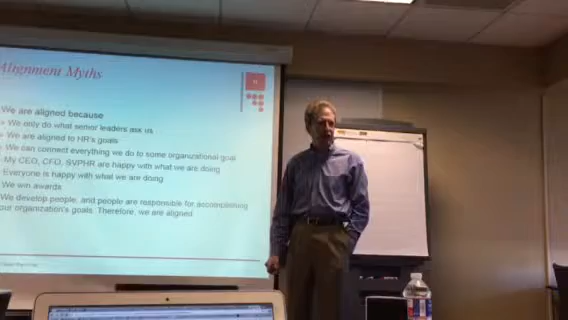 Alignment Myths
We are aligned because
We only do what senior leaders ask us
We are aligned to HR's goals
We can connect everything we do to some organizational goal
My CEO, CFO, SVPHR are happy with what we are doing
Everyone is happy with what we are doing
We win awards
We develop people, and people are responsible for accomplishing
our organization's goals. Therefore, we are aligned